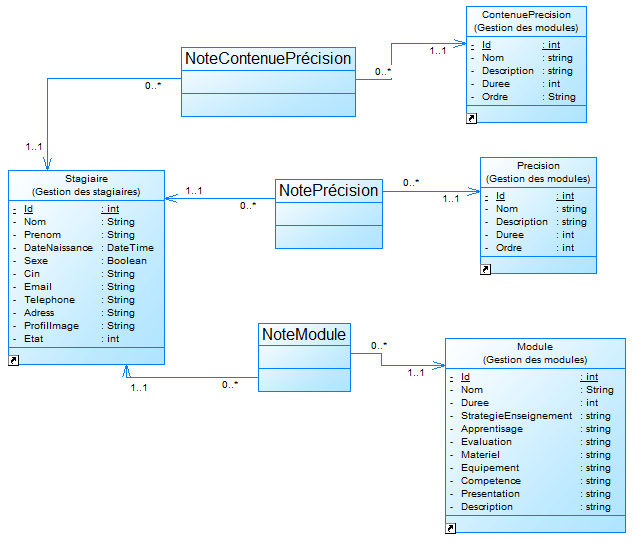 ContenuePrecision
(Gestion des modules)
- Id : int
- Nom : string
- Description : string
- Duree : int
- Ordre : String
NoteContenuePrécision
0..*
1..1
0..*
1..1
Stagiaire
(Gestion des stagiaires)
- Id : int
- Nom : String
- Prenom : String
- DateNaissance : DateTime
- Sexe : Boolean
- Cin : String
- Email : String
- Telephone : String
- Adress : String
- ProfilImage : String
- Etat : int
NotePrécision
1..1
0..*
0..*
1..1
Precision
(Gestion des modules)
- Id : int
- Nom : string
- Description : string
- Duree : int
- Ordre : int
NoteModule
0..*
1..1
0..*
1..1
Module
(Gestion des modules)
- Id : int
- Nom : String
- Duree : int
- StrategieEnseignement : string
- Apprentisage : string
- Evaluation : string
- Materiel : string
- Equipement : string
- Competence : string
- Presentation : string
- Description : string